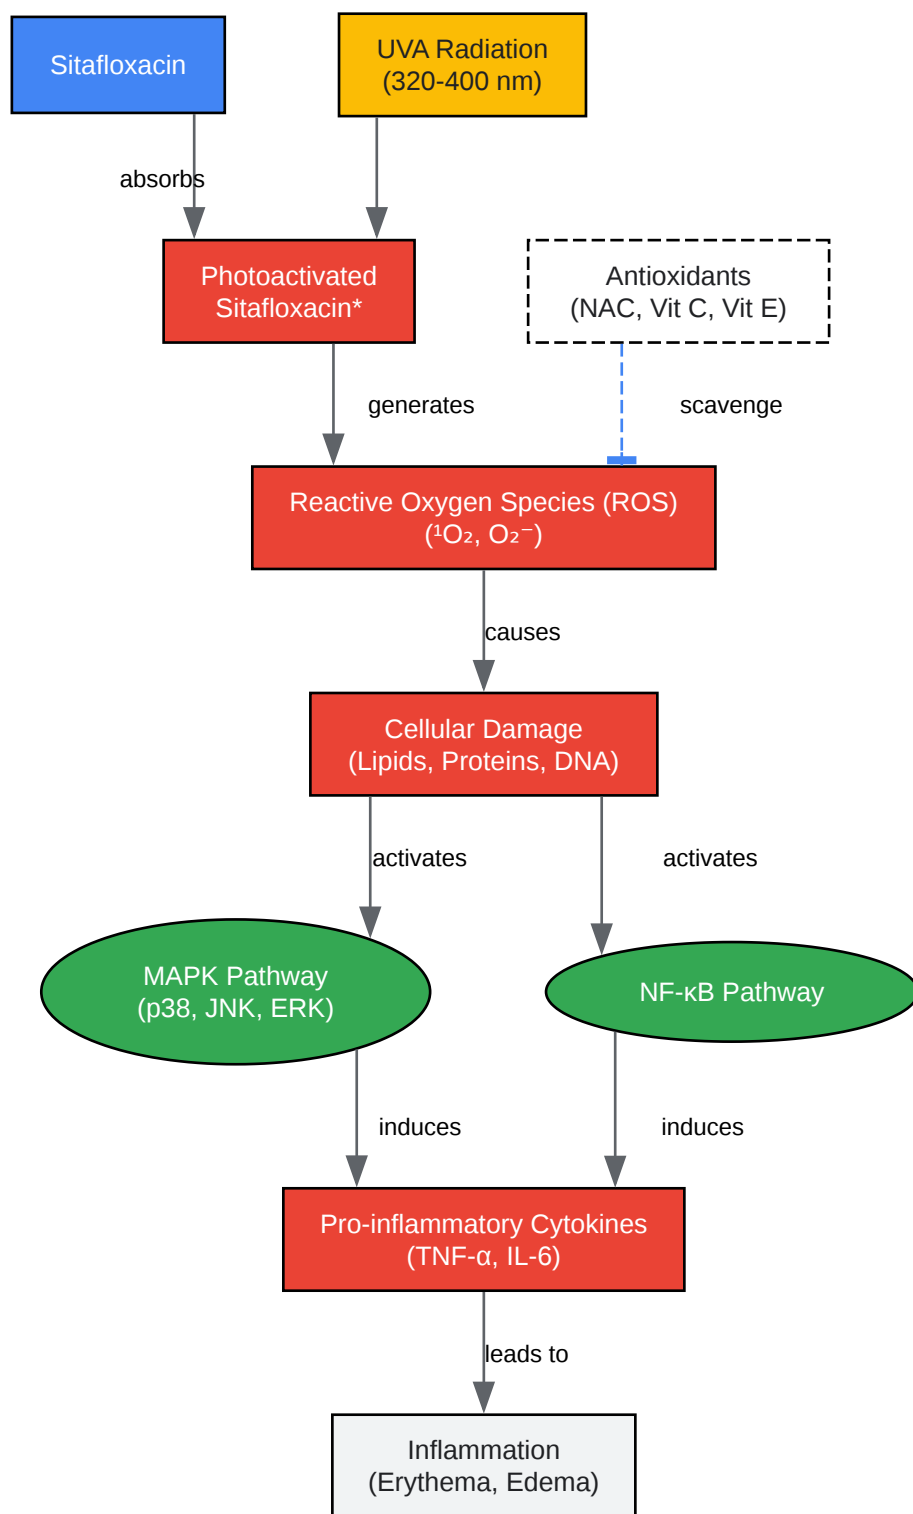 Sitafloxacin
UVA Radiation
(320-400 nm)
absorbs
Photoactivated
Sitafloxacin*
Antioxidants
(NAC, Vit C, Vit E)
generates
scavenge
Reactive Oxygen Species (ROS)
(¹O₂, O₂⁻)
causes
Cellular Damage
(Lipids, Proteins, DNA)
activates
activates
MAPK Pathway
(p38, JNK, ERK)
NF-κB Pathway
induces
induces
Pro-inflammatory Cytokines
(TNF-α, IL-6)
leads to
Inflammation
(Erythema, Edema)